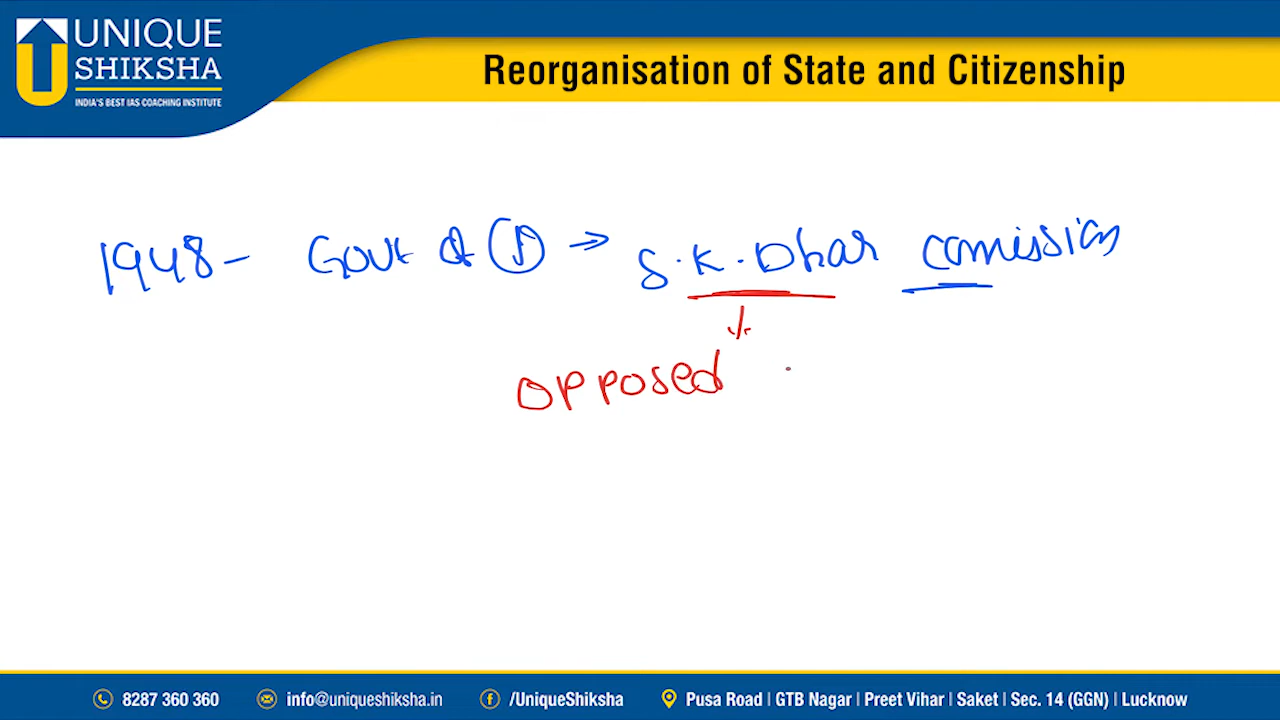 UNIQUE
SHIKSHA
INDIA'S BEST IAS COACHING INSTITUTE
Reorganisation of State and Citizenship
1948 - Govt of I → S.K.Dhar Comission
opposed
8287 360 360 info@uniqueshiksha.in /UniqueShiksha Pusa Road | GTB Nagar | Preet Vihar | Saket | Sec. 14 (GGN) | Lucknow